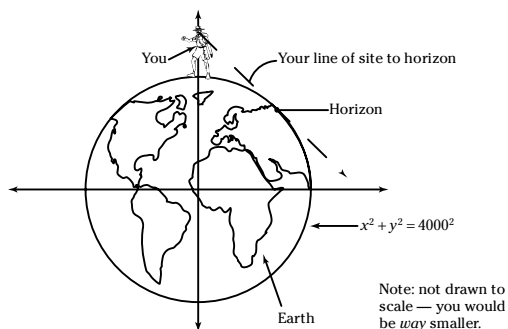 You
Your line of site to horizon
Horizon
x² + y² = 4000²
Earth
Note: not drawn to
scale — you would
be way smaller.